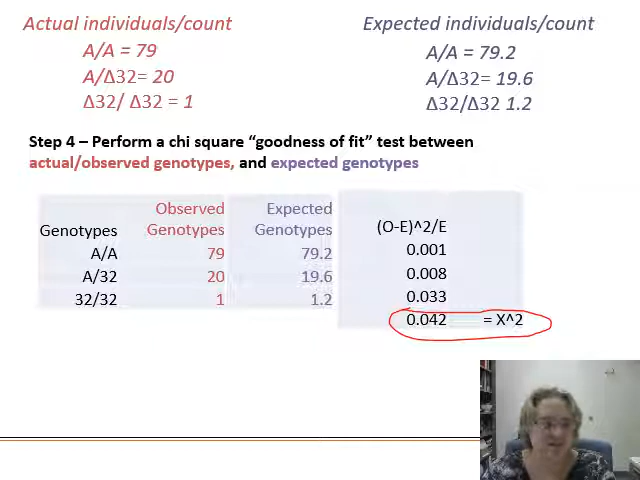 Actual individuals/count
A/A = 79
A/Δ32= 20
Δ32/ Δ32 = 1
Expected individuals/count
A/A = 79.2
A/Δ32= 19.6
Δ32/Δ32 1.2
Step 4 – Perform a chi square “goodness of fit” test between
actual/observed genotypes, and expected genotypes
Genotypes Observed Genotypes Expected Genotypes (O-E)^2/E
A/A 79 79.2 0.001
A/32 20 19.6 0.008
32/32 1 1.2 0.033
0.042 = X^2